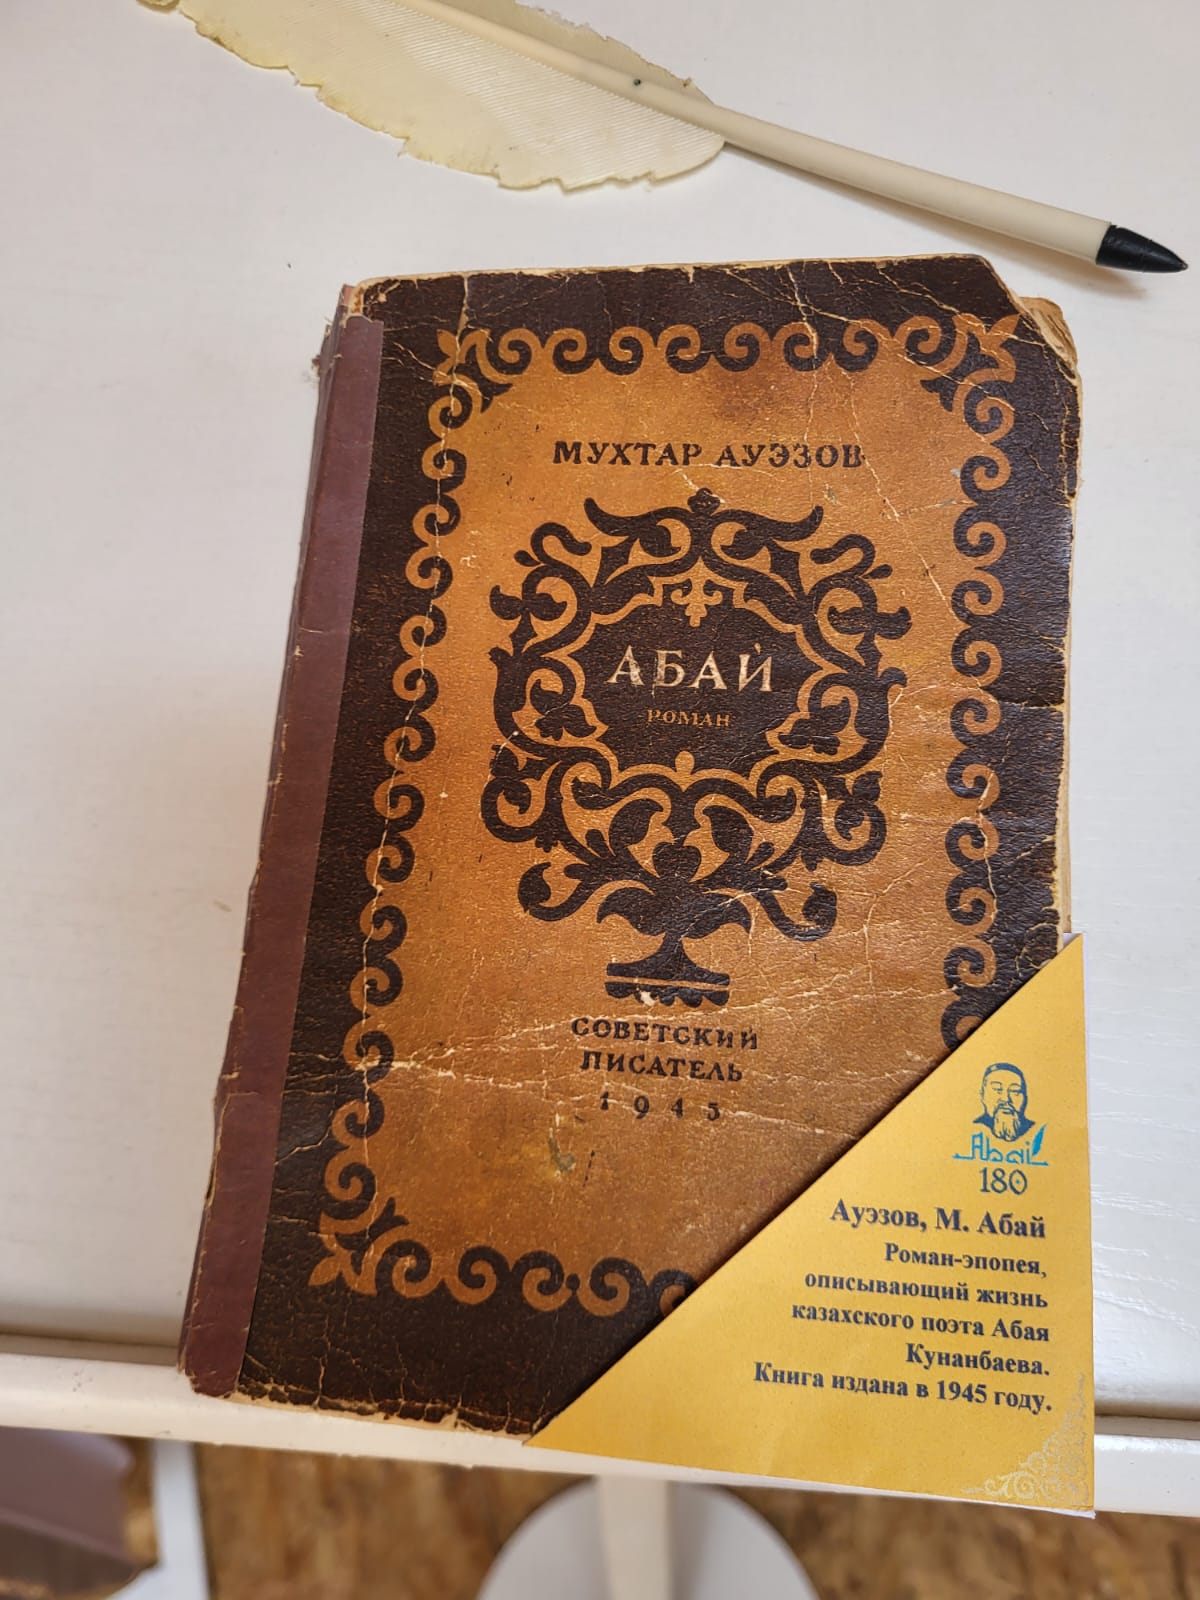 МУХТАР АУЭЗОВ
АБАЙ
РОМАН
СОВЕТСКИЙ
ПИСАТЕЛЬ
1945
Abai
180
Ауэзов, М. Абай
Роман-эпопея,
описывающий жизнь
казахского поэта Абая
Кунанбаева.
Книга издана в 1945 году.